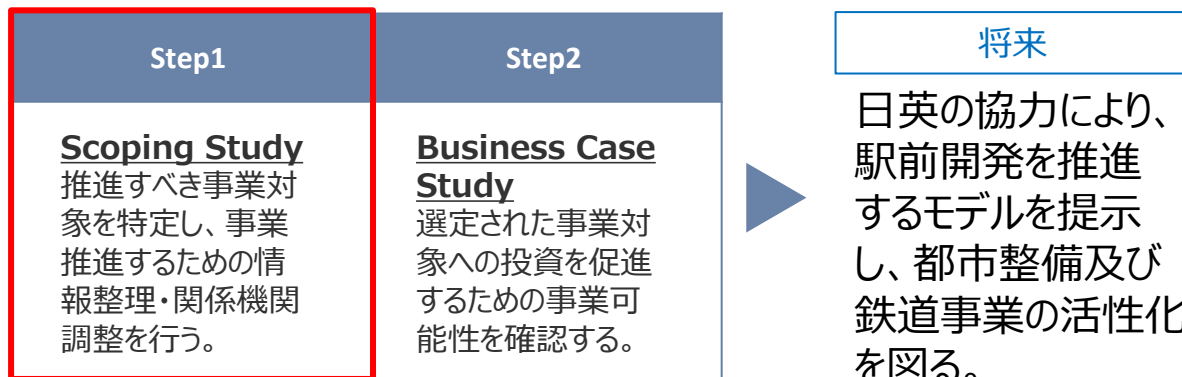 Step1
Step2
将来
Scoping Study
推進すべき事業対
象を特定し、事業
推進するための情
報整理・関係機関
調整を行う。
Business Case
Study
選定された事業対
象への投資を促進
するための事業可
能性を確認する。
日英の協力により、
駅前開発を推進
するモデルを提示
し、都市整備及び
鉄道事業の活性化
を図る。